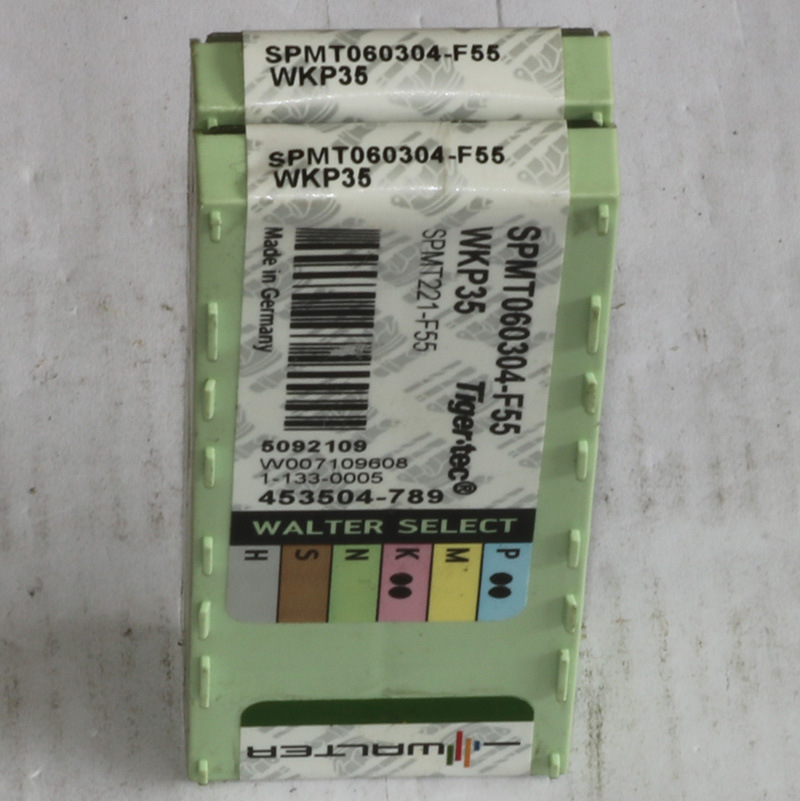 SPMT060304-F55
WKP35
SPMT060304-F55
WKP35
SPMT060304-F55
WKP35 Tiger·tec®
SPMT221-F55
Made in Germany
5092109
W007109608
1-133-0005
453504-789
WALTER SELECT
H S N K M P
WALTER